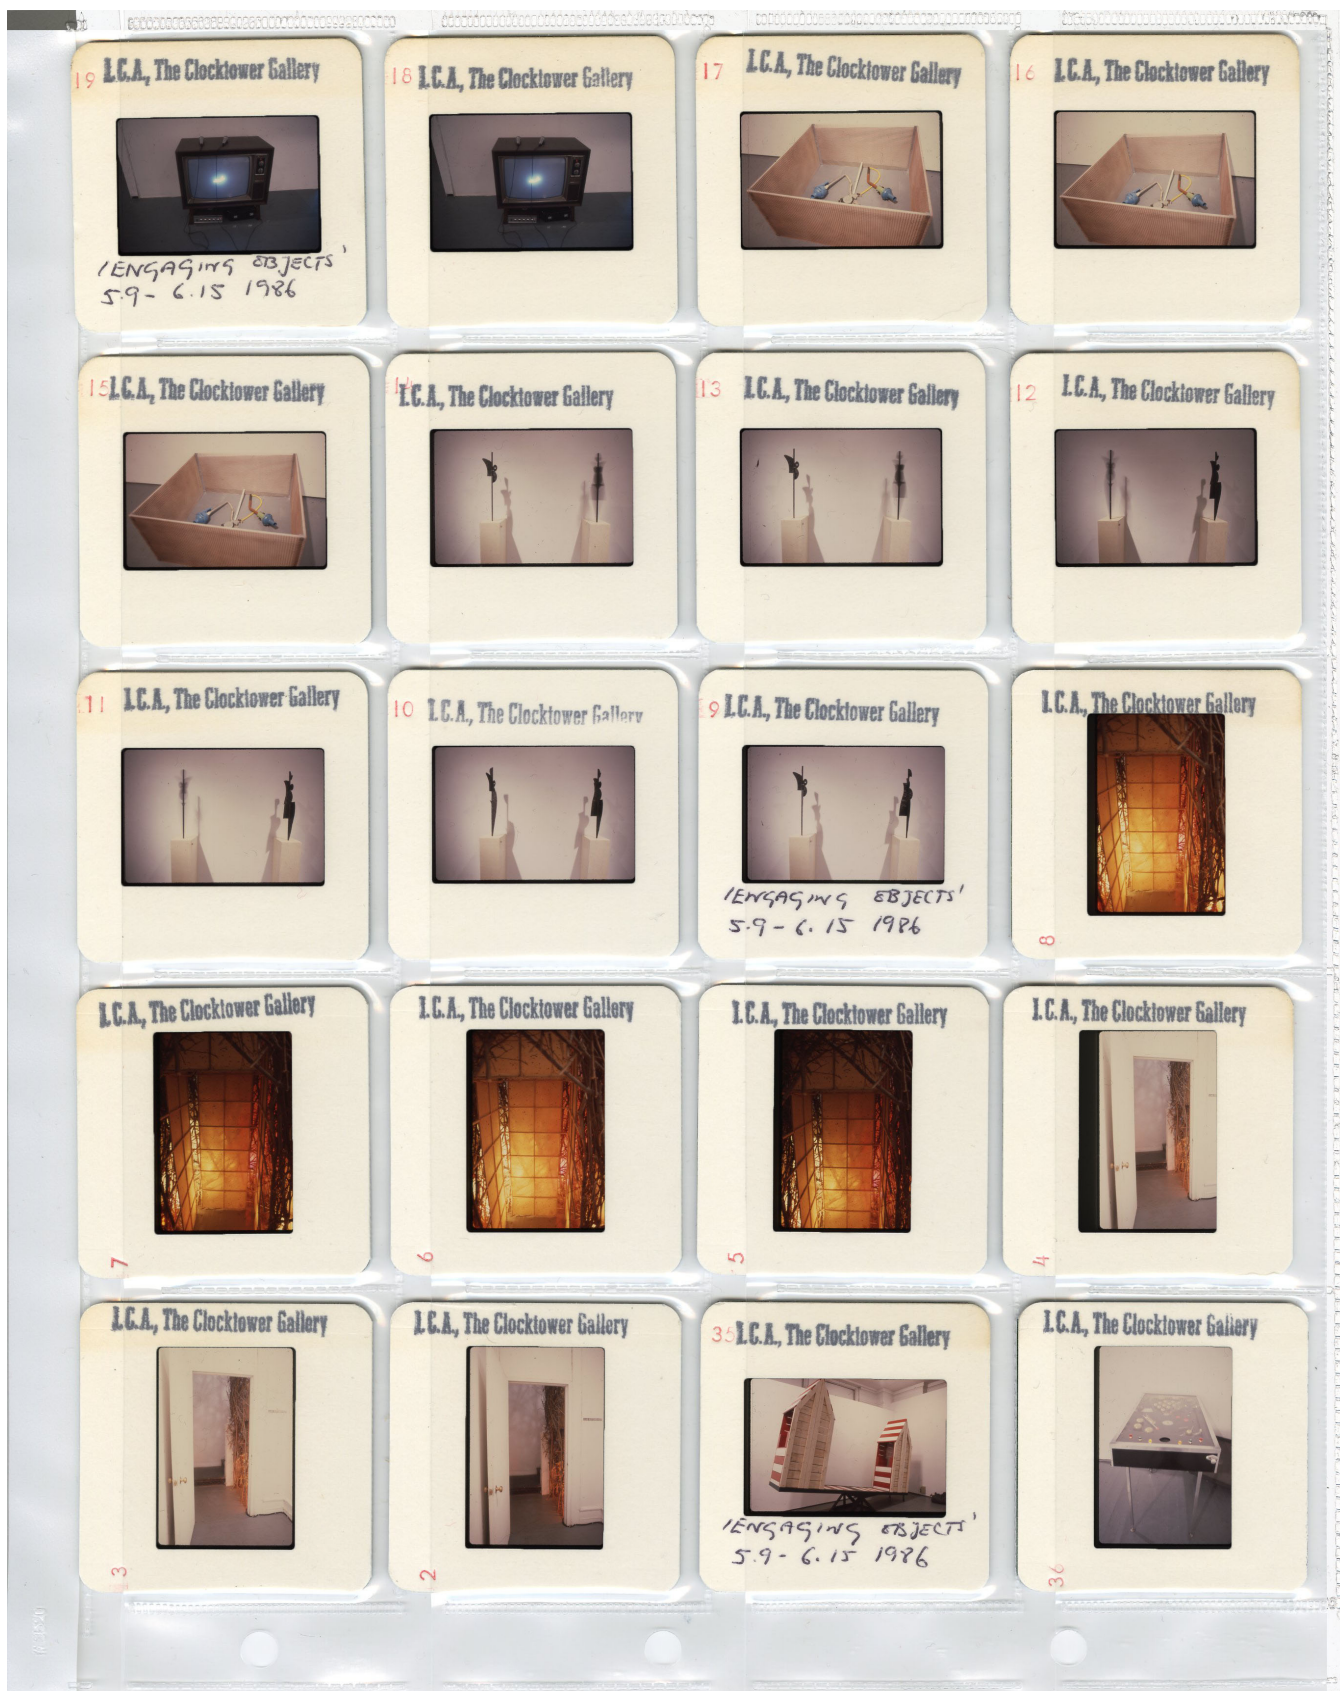 19 I.C.A., The Clocktower Gallery
'ENGAGING OBJECTS'
5.9 - 6.15 1986
18 I.C.A., The Clocktower Gallery
17 I.C.A., The Clocktower Gallery
16 I.C.A., The Clocktower Gallery
15 I.C.A., The Clocktower Gallery
14 I.C.A., The Clocktower Gallery
13 I.C.A., The Clocktower Gallery
12 I.C.A., The Clocktower Gallery
11 I.C.A., The Clocktower Gallery
10 I.C.A., The Clocktower Gallery
9 I.C.A., The Clocktower Gallery
'ENGAGING OBJECTS'
5.9 - 6.15 1986
I.C.A., The Clocktower Gallery
8
I.C.A., The Clocktower Gallery
7
I.C.A., The Clocktower Gallery
6
I.C.A., The Clocktower Gallery
5
I.C.A., The Clocktower Gallery
4
I.C.A., The Clocktower Gallery
3
I.C.A., The Clocktower Gallery
2
35 I.C.A., The Clocktower Gallery
'ENGAGING OBJECTS'
5.9 - 6.15 1986
I.C.A., The Clocktower Gallery
36